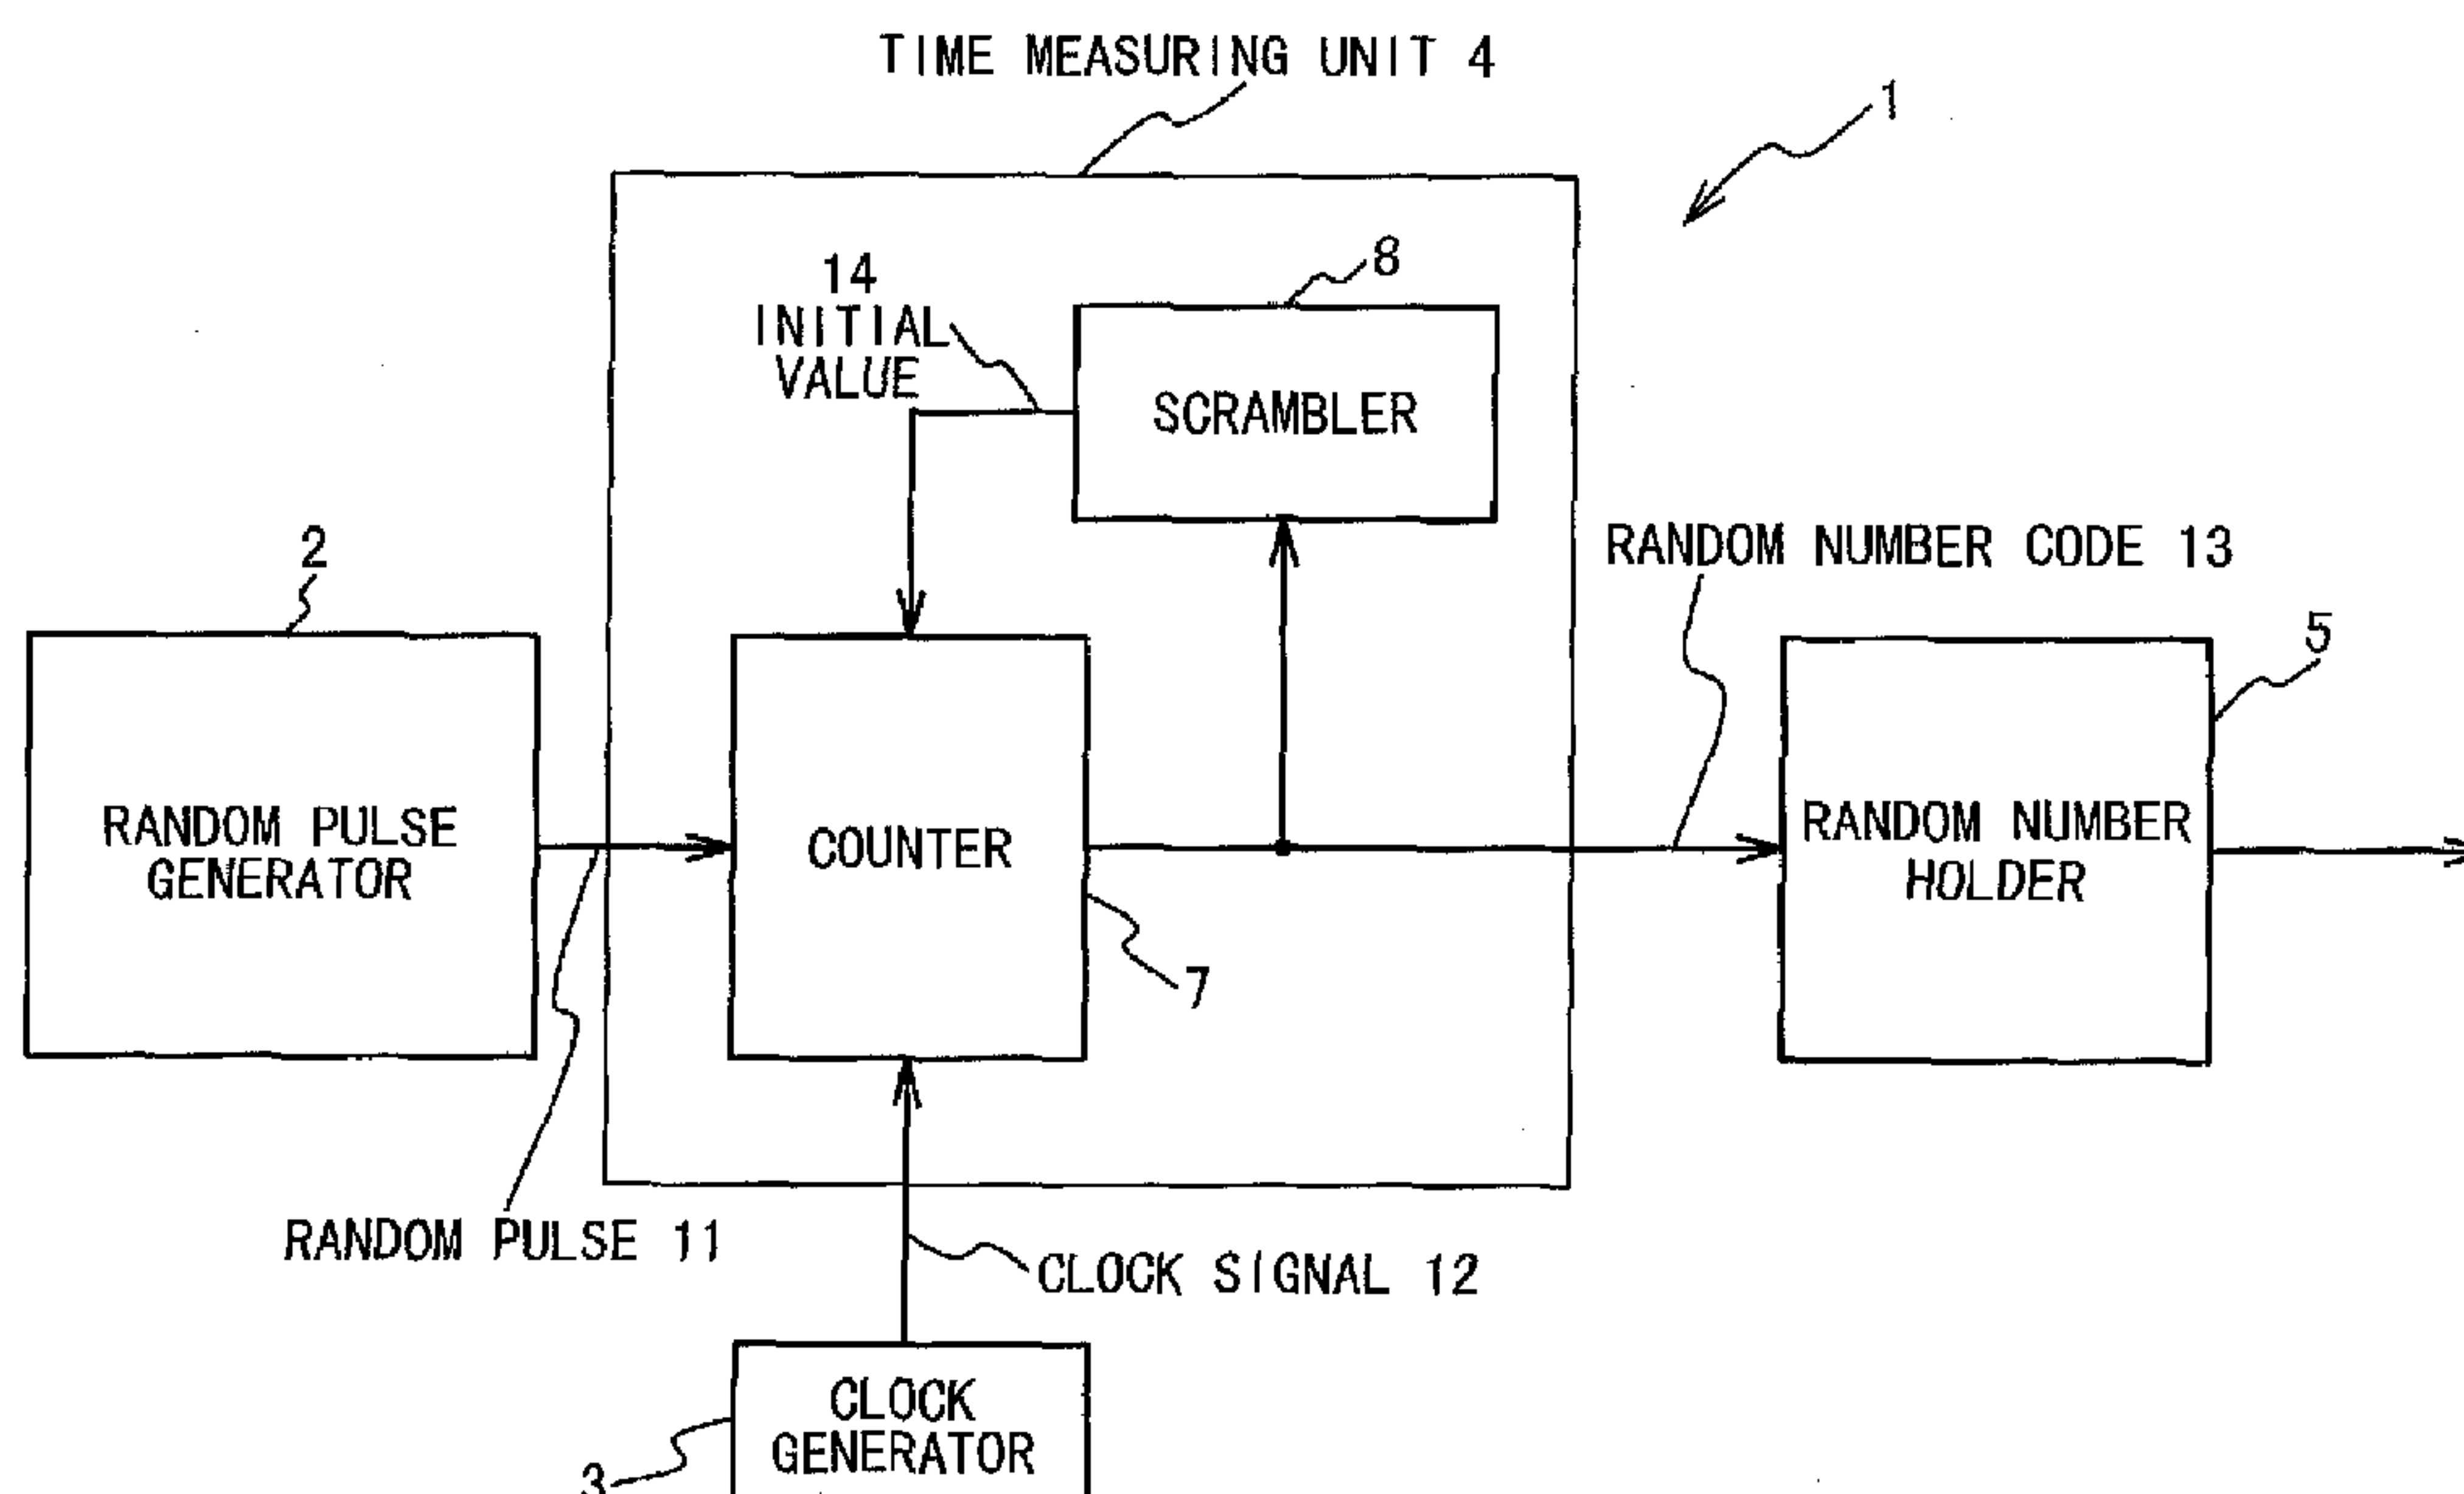 TIME MEASURING UNIT 4
1
8
14
INITIAL
VALUE
SCRAMBLER
2
RANDOM NUMBER CODE 13
5
RANDOM PULSE
GENERATOR
COUNTER
RANDOM NUMBER
HOLDER
7
RANDOM PULSE 11
CLOCK SIGNAL 12
CLOCK
GENERATOR
3